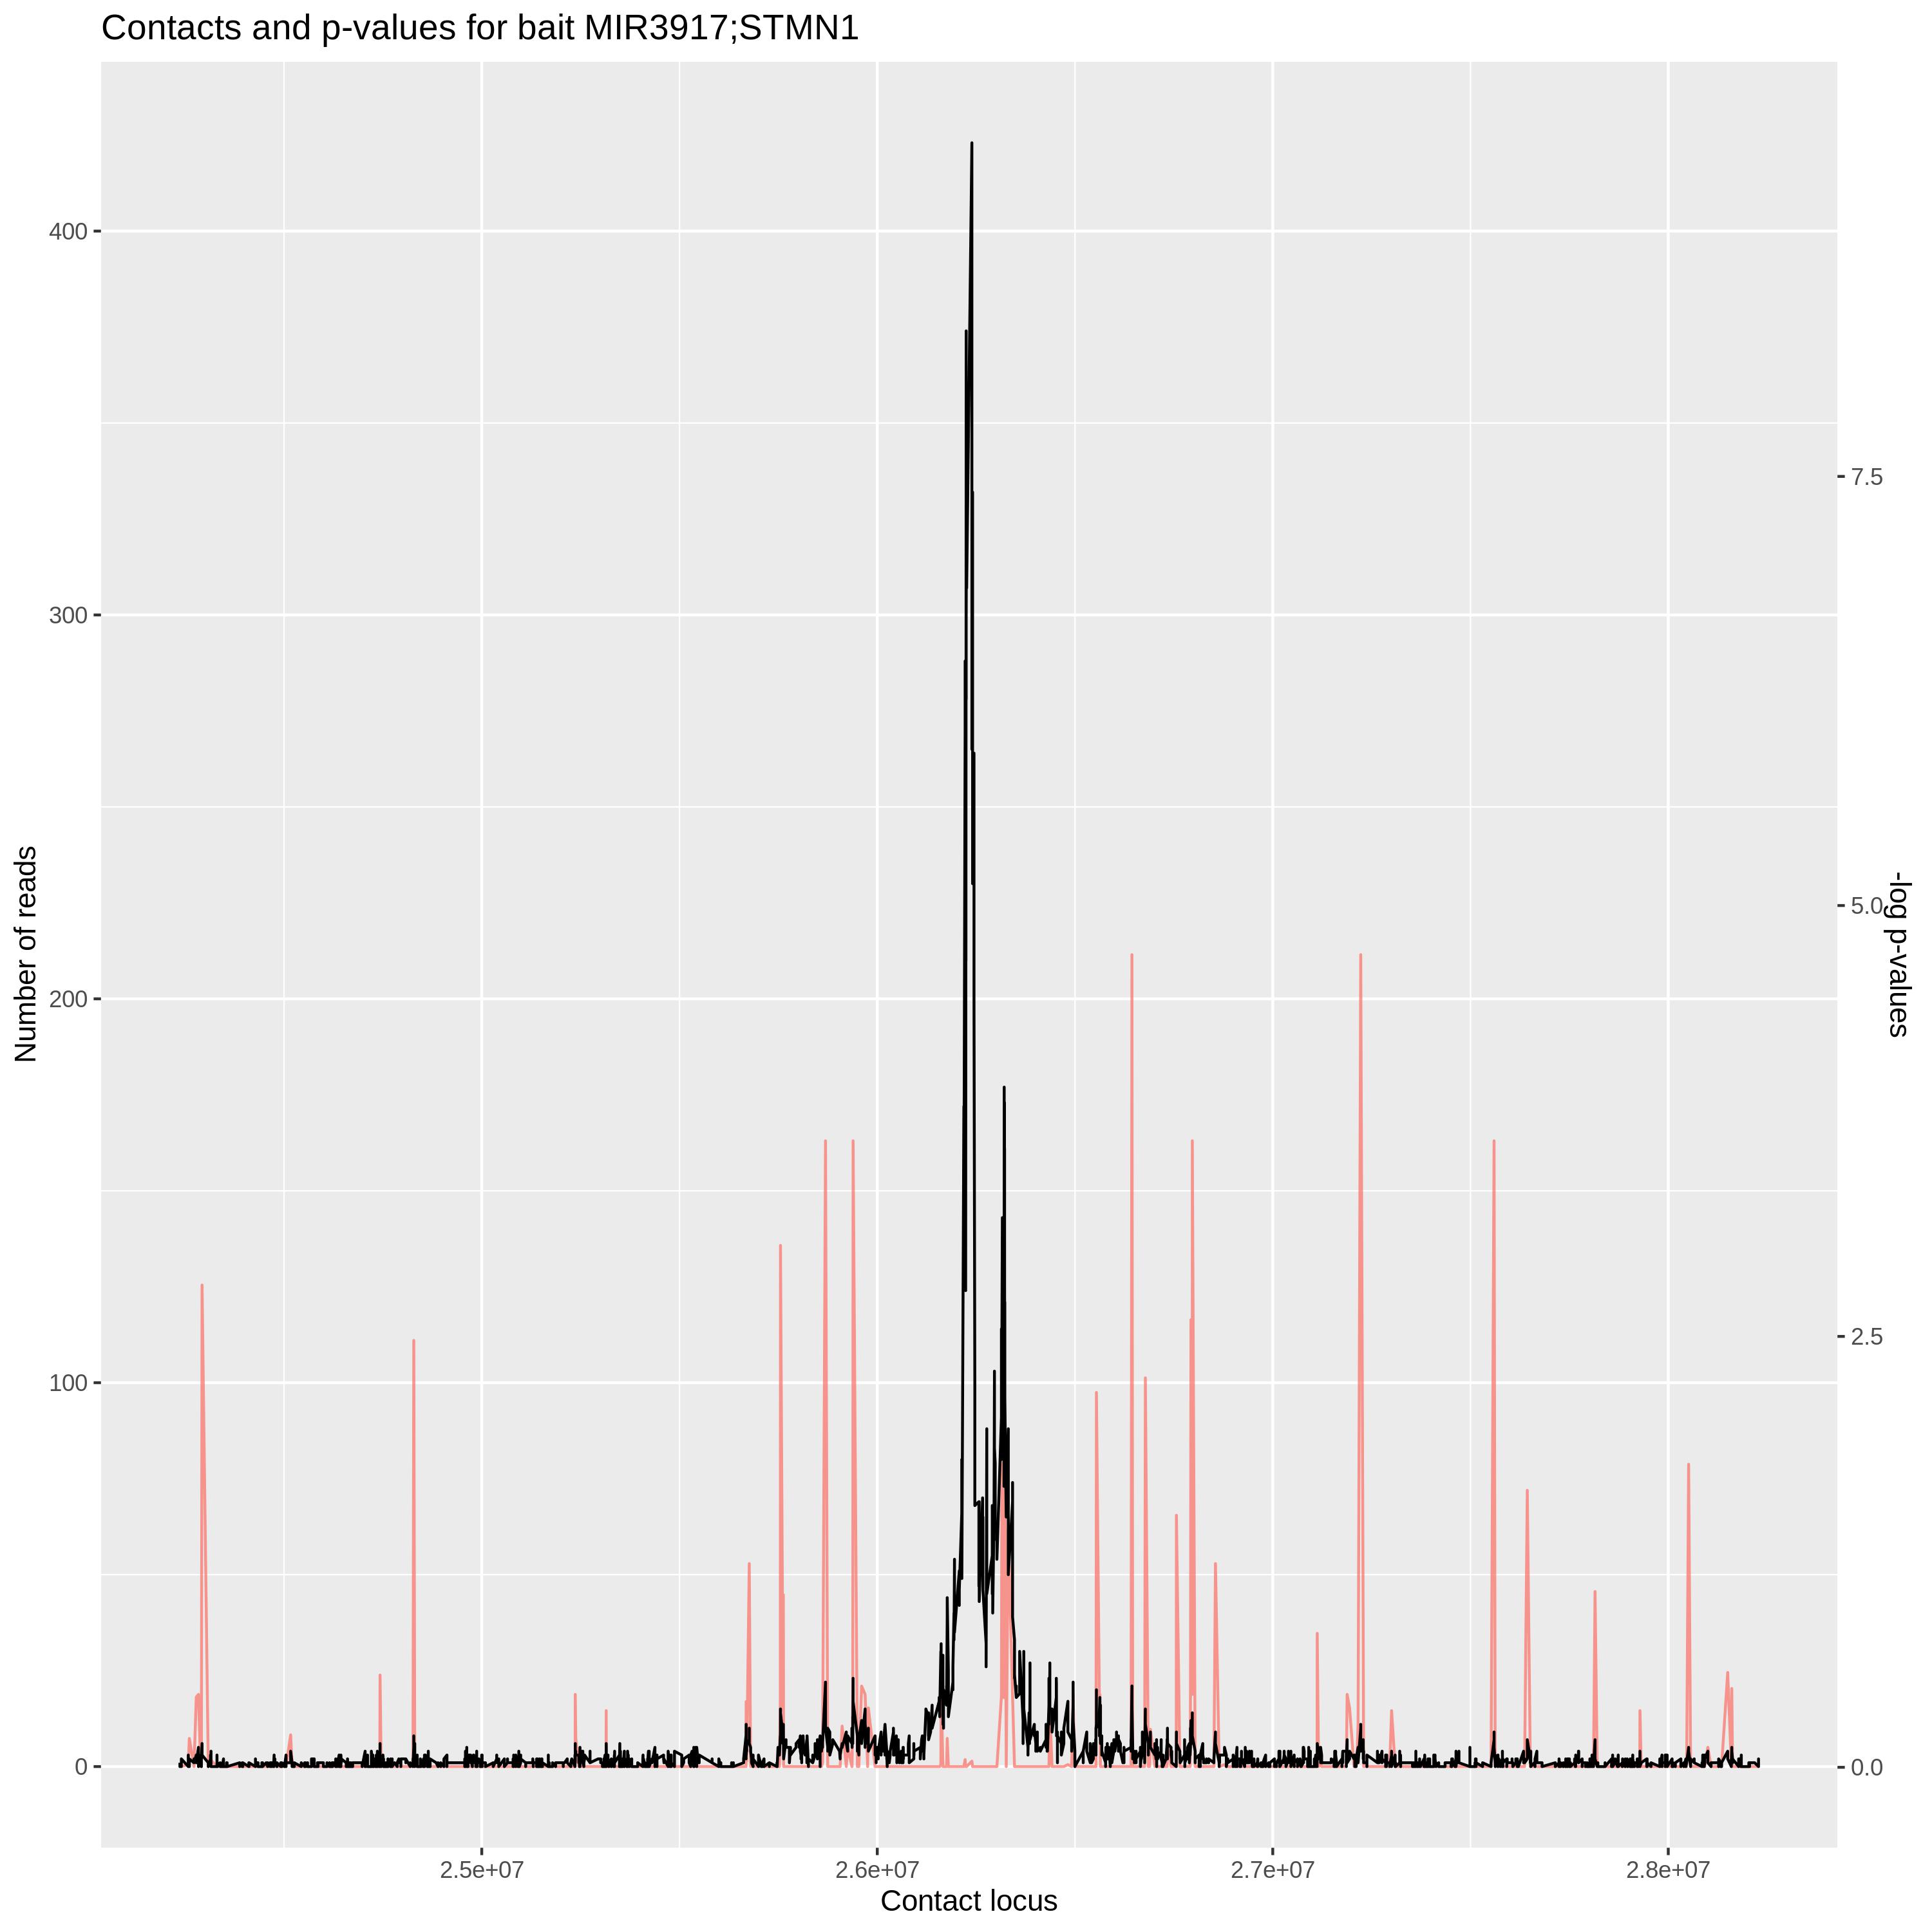 Contacts and p-values for bait MIR3917;STMN1
Number of reads
400
300
200
100
0
7.5
5.0
2.5
0.0
-log p-values
2.5e+07
2.6e+07
2.7e+07
2.8e+07
Contact locus